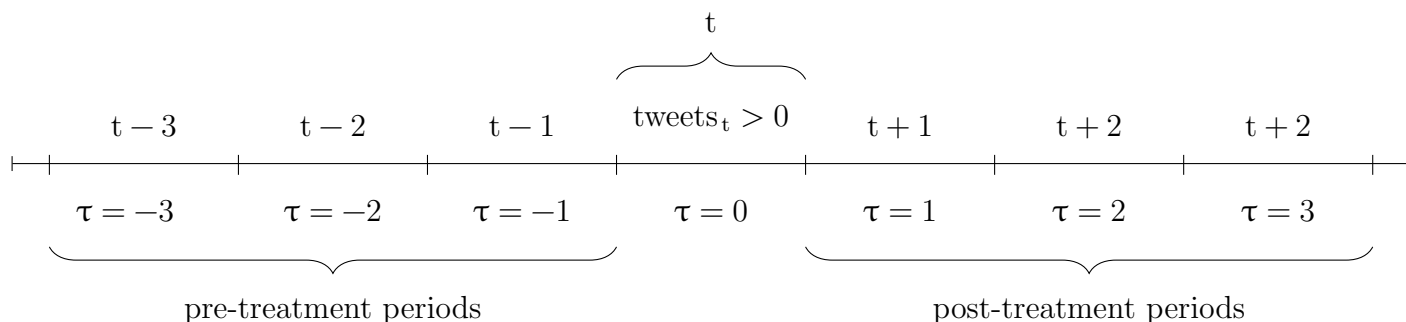 t
t − 3 t − 2 t − 1 tweets t > 0 t + 1 t + 2 t + 2
τ = −3 τ = −2 τ = −1 τ = 0 τ = 1 τ = 2 τ = 3
pre-treatment periods post-treatment periods